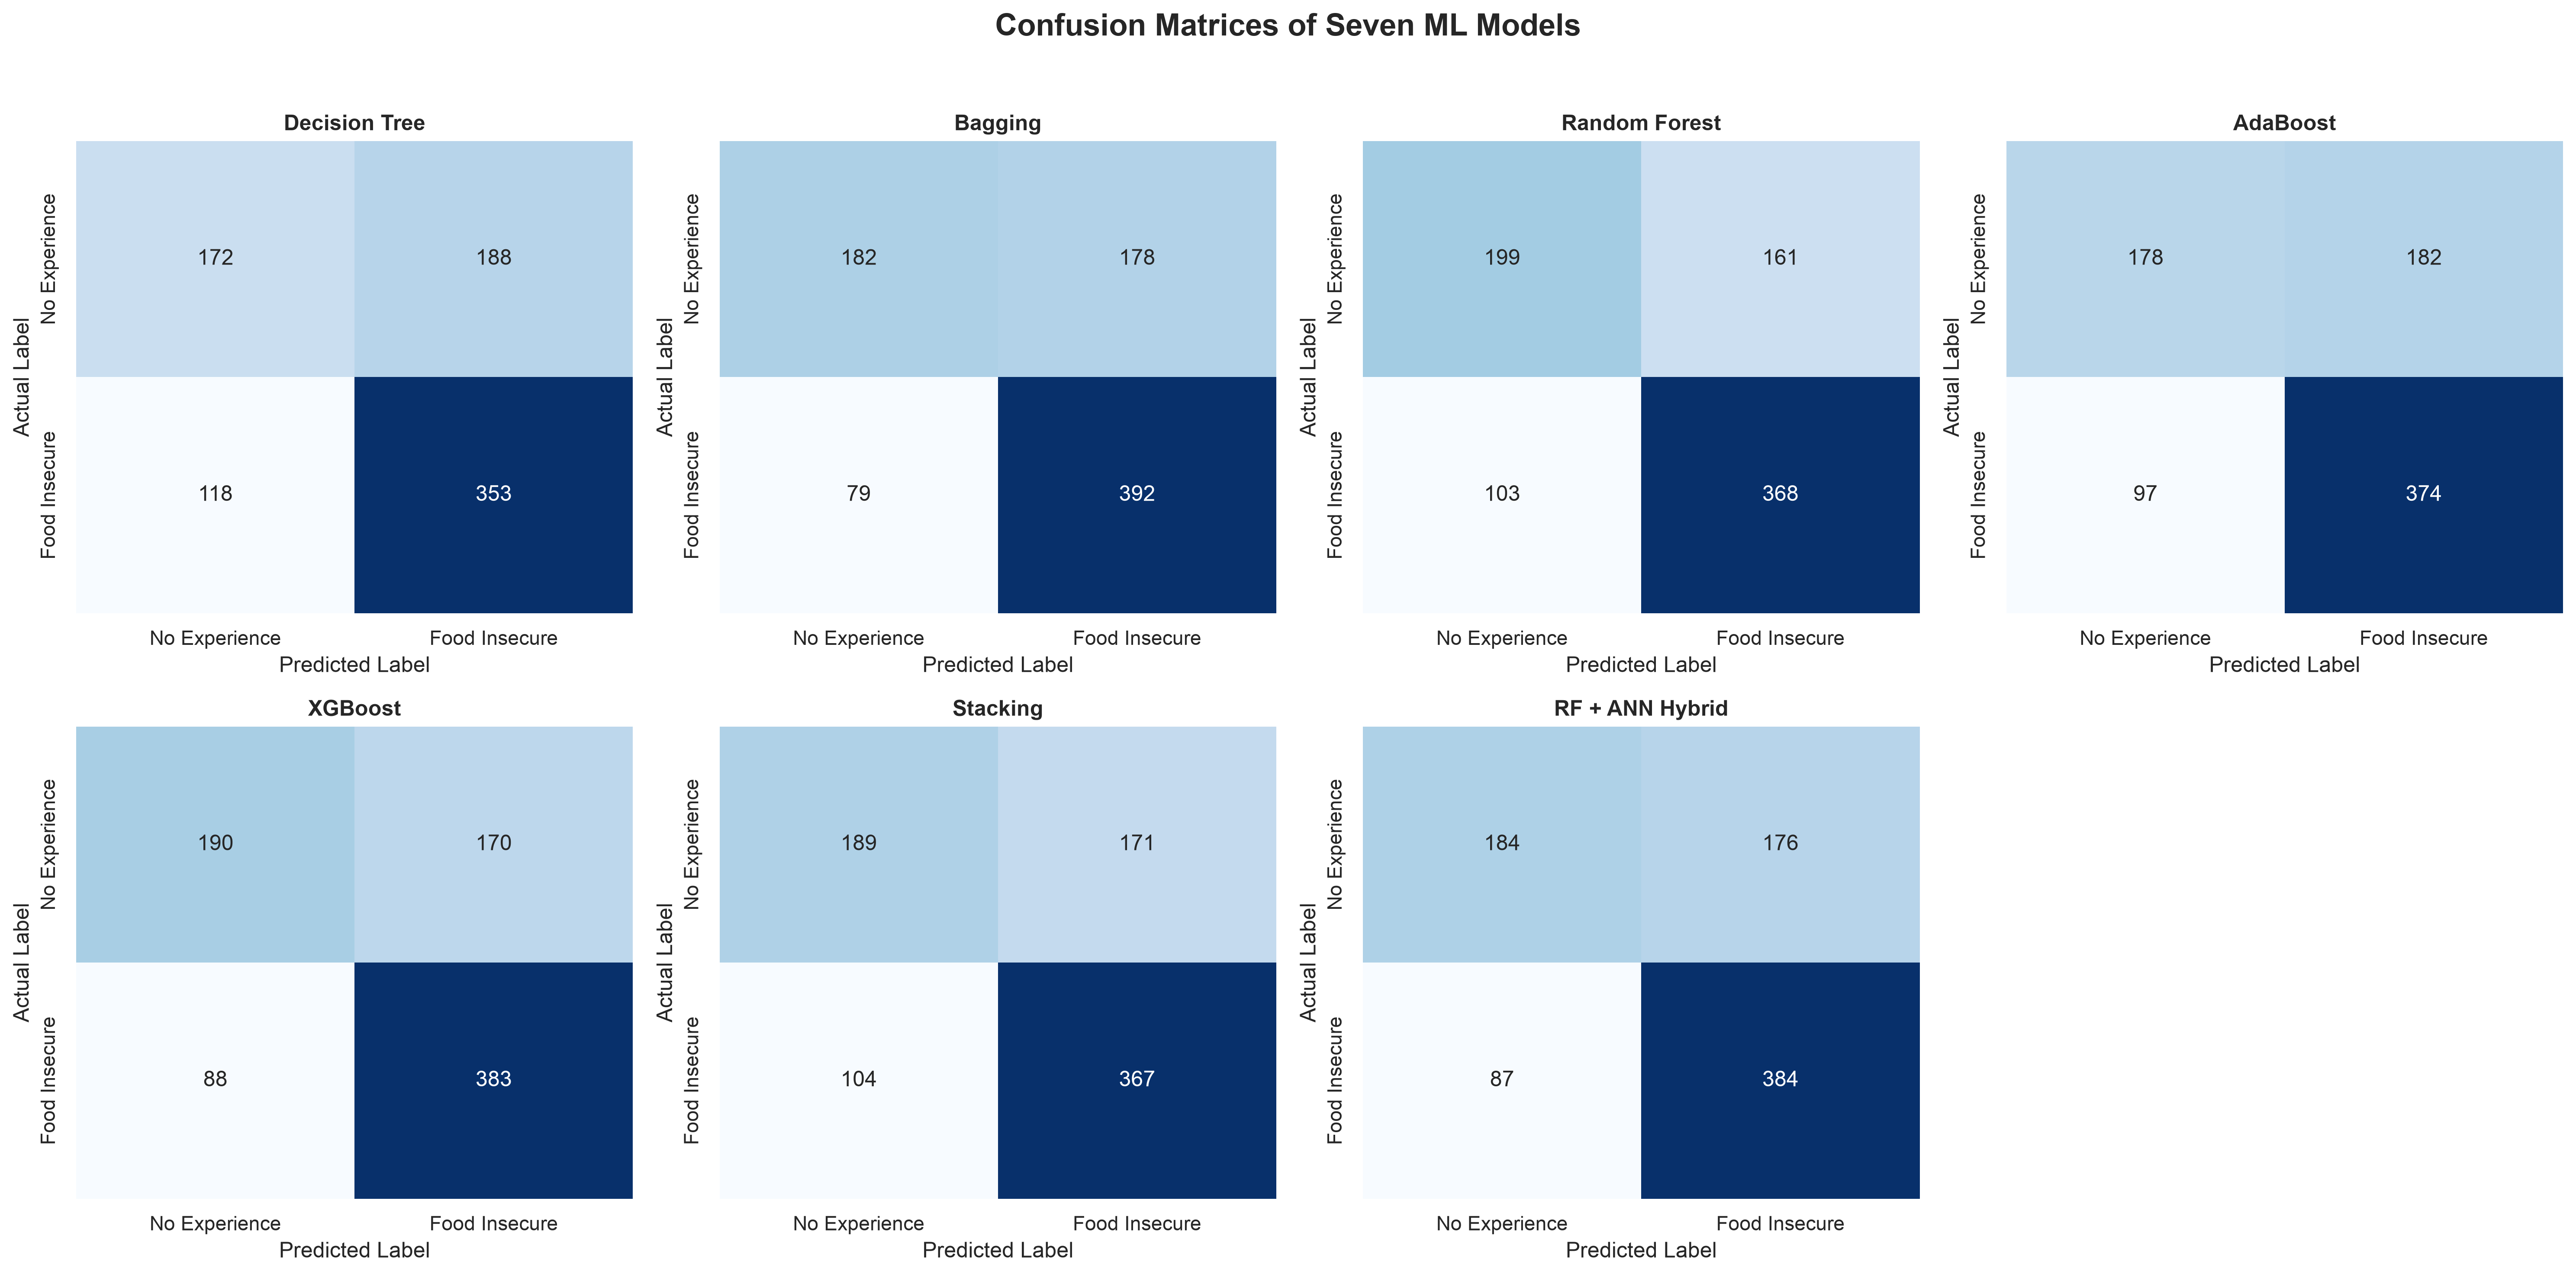 Confusion Matrices of Seven ML Models
Decision Tree
Actual Label
No Experience
Food Insecure
172 188
118 353
No Experience Food Insecure
Predicted Label
Bagging
Actual Label
No Experience
Food Insecure
182 178
79 392
No Experience Food Insecure
Predicted Label
Random Forest
Actual Label
No Experience
Food Insecure
199 161
103 368
No Experience Food Insecure
Predicted Label
AdaBoost
Actual Label
No Experience
Food Insecure
178 182
97 374
No Experience Food Insecure
Predicted Label
XGBoost
Actual Label
No Experience
Food Insecure
190 170
88 383
No Experience Food Insecure
Predicted Label
Stacking
Actual Label
No Experience
Food Insecure
189 171
104 367
No Experience Food Insecure
Predicted Label
RF + ANN Hybrid
Actual Label
No Experience
Food Insecure
184 176
87 384
No Experience Food Insecure
Predicted Label